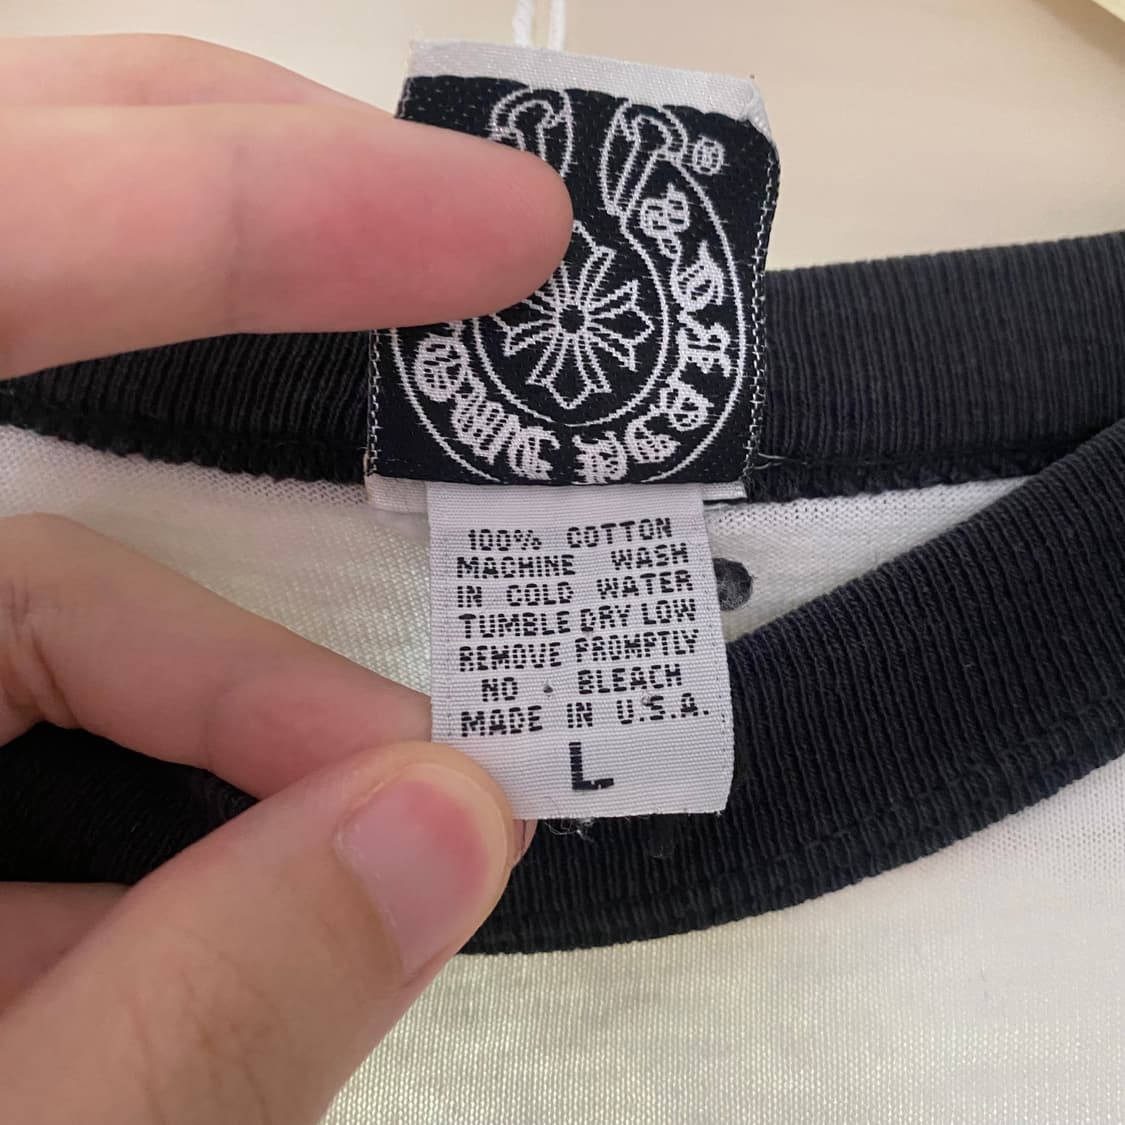 ®
100% COTTON
MACHINE WASH
IN COLD WATER
TUMBLE DRY LOW
REMOVE PROMPTLY
NO BLEACH
MADE IN U.S.A.
L